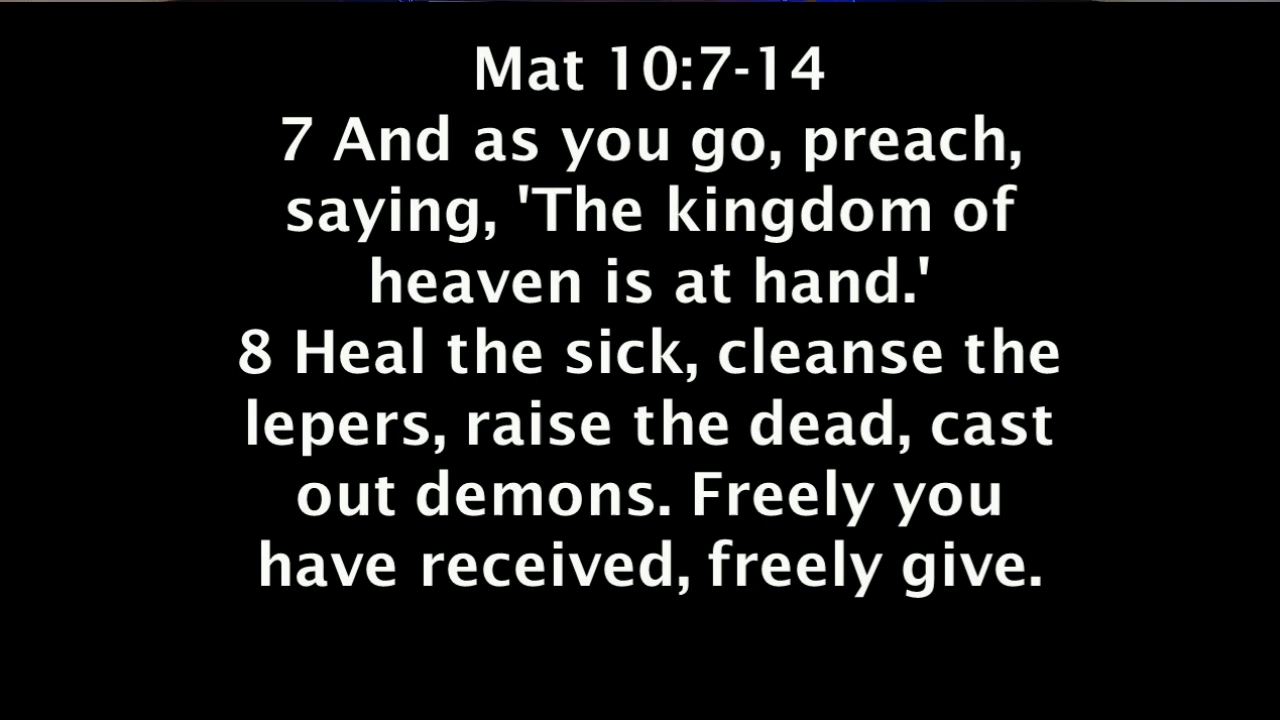 Mat 10:7-14
7 And as you go, preach,
saying, 'The kingdom of
heaven is at hand.'
8 Heal the sick, cleanse the
lepers, raise the dead, cast
out demons. Freely you
have received, freely give.